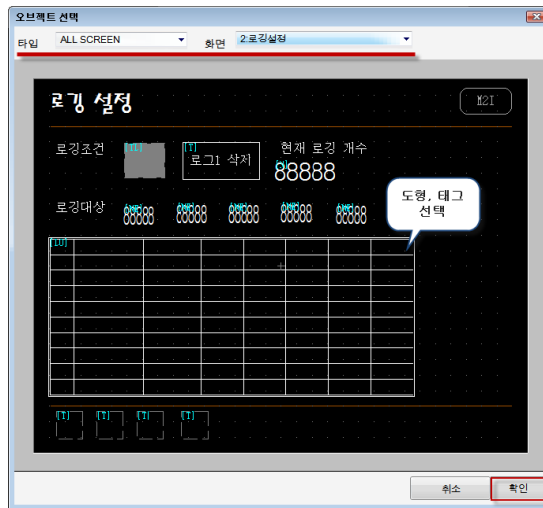 오브젝트 선택
타입 ALL SCREEN 화면 2:로깅설정
로깅 설정 M2I
로깅조건 [TL] [T] 로그1 삭제 현재 로깅 개수
88888
로깅대상 88888 88888 88888 88888 88888
도형, 태그
선택
[LU]
[T] [T] [T] [T]
취소 확인